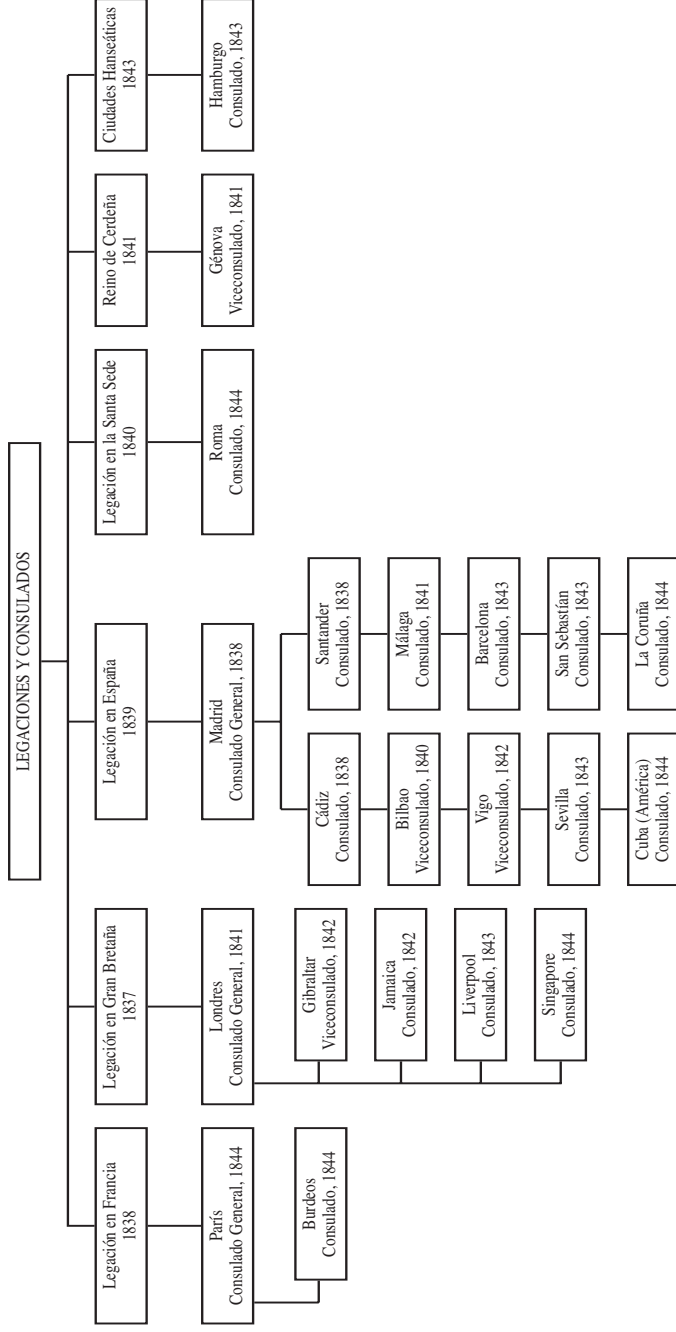 LEGACIONES Y CONSULADOS
Legación en Francia
1838
París
Consulado General, 1844
Burdeos
Consulado, 1844
Legación en Gran Bretaña
1837
Londres
Consulado General, 1841
Gibraltar
Viceconsulado, 1842
Jamaica
Consulado, 1842
Liverpool
Consulado, 1843
Singapore
Consulado, 1844
Legación en España
1839
Madrid
Consulado General, 1838
Cádiz
Consulado, 1838
Bilbao
Viceconsulado, 1840
Vigo
Viceconsulado, 1842
Sevilla
Consulado, 1843
Cuba (América)
Consulado, 1844
Santander
Consulado, 1838
Málaga
Consulado, 1841
Barcelona
Consulado, 1843
San Sebastían
Consulado, 1843
La Coruña
Consulado, 1844
Legación en la Santa Sede
1840
Roma
Consulado, 1844
Reino de Cerdeña
1841
Génova
Viceconsulado, 1841
Ciudades Hanseáticas
1843
Hamburgo
Consulado, 1843